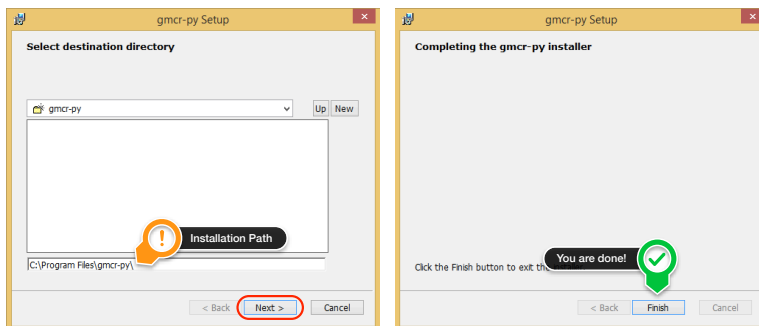 gmcr-py Setup
Select destination directory
gmcr-py
Up New
Installation Path
C:\Program Files\gmcr-py\
< Back Next > Cancel
gmcr-py Setup
Completing the gmcr-py installer
You are done!
Click the Finish button to exit the
< Back Finish Cancel